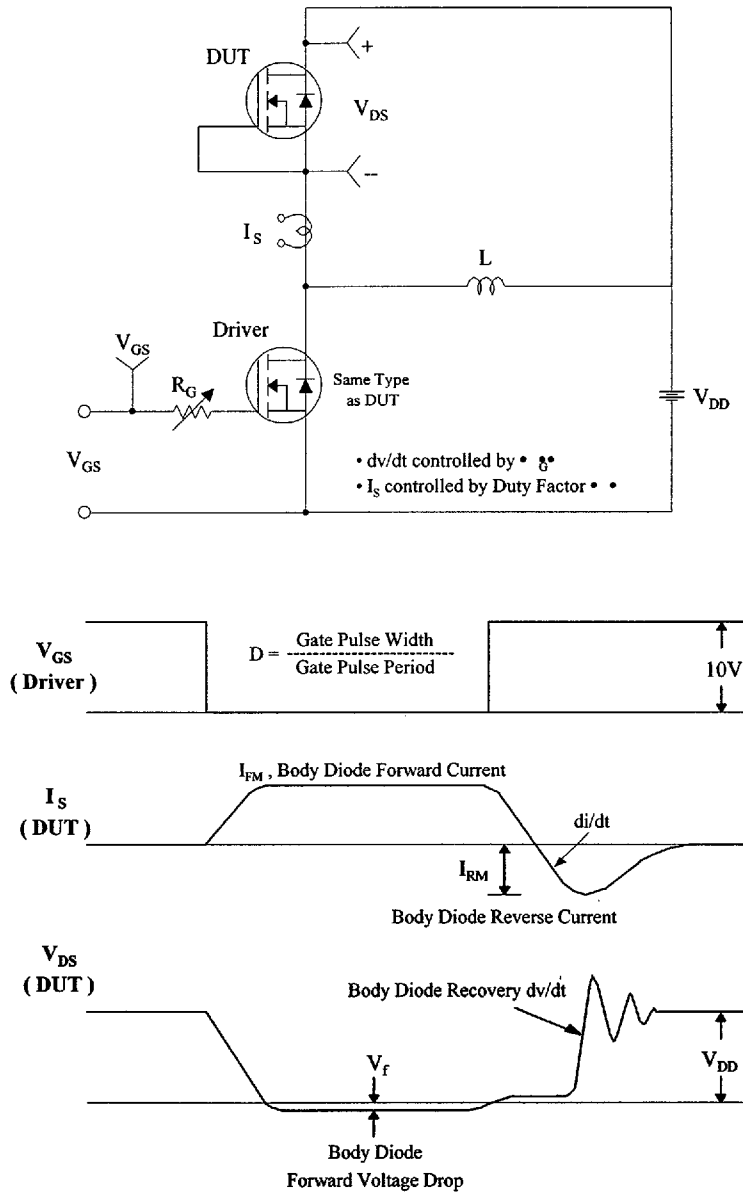 DUT
+
V_DS
--
I_S
L
Driver
V_GS
R_G
Same Type
as DUT
V_DD
V_GS
• dv/dt controlled by • G •
• I_S controlled by Duty Factor • •
V_GS
( Driver )
D = Gate Pulse Width
Gate Pulse Period
10V
I_S
( DUT )
I_FM , Body Diode Forward Current
di/dt
I_RM
Body Diode Reverse Current
V_DS
( DUT )
Body Diode Recovery dv/dt
V_f
V_DD
Body Diode
Forward Voltage Drop